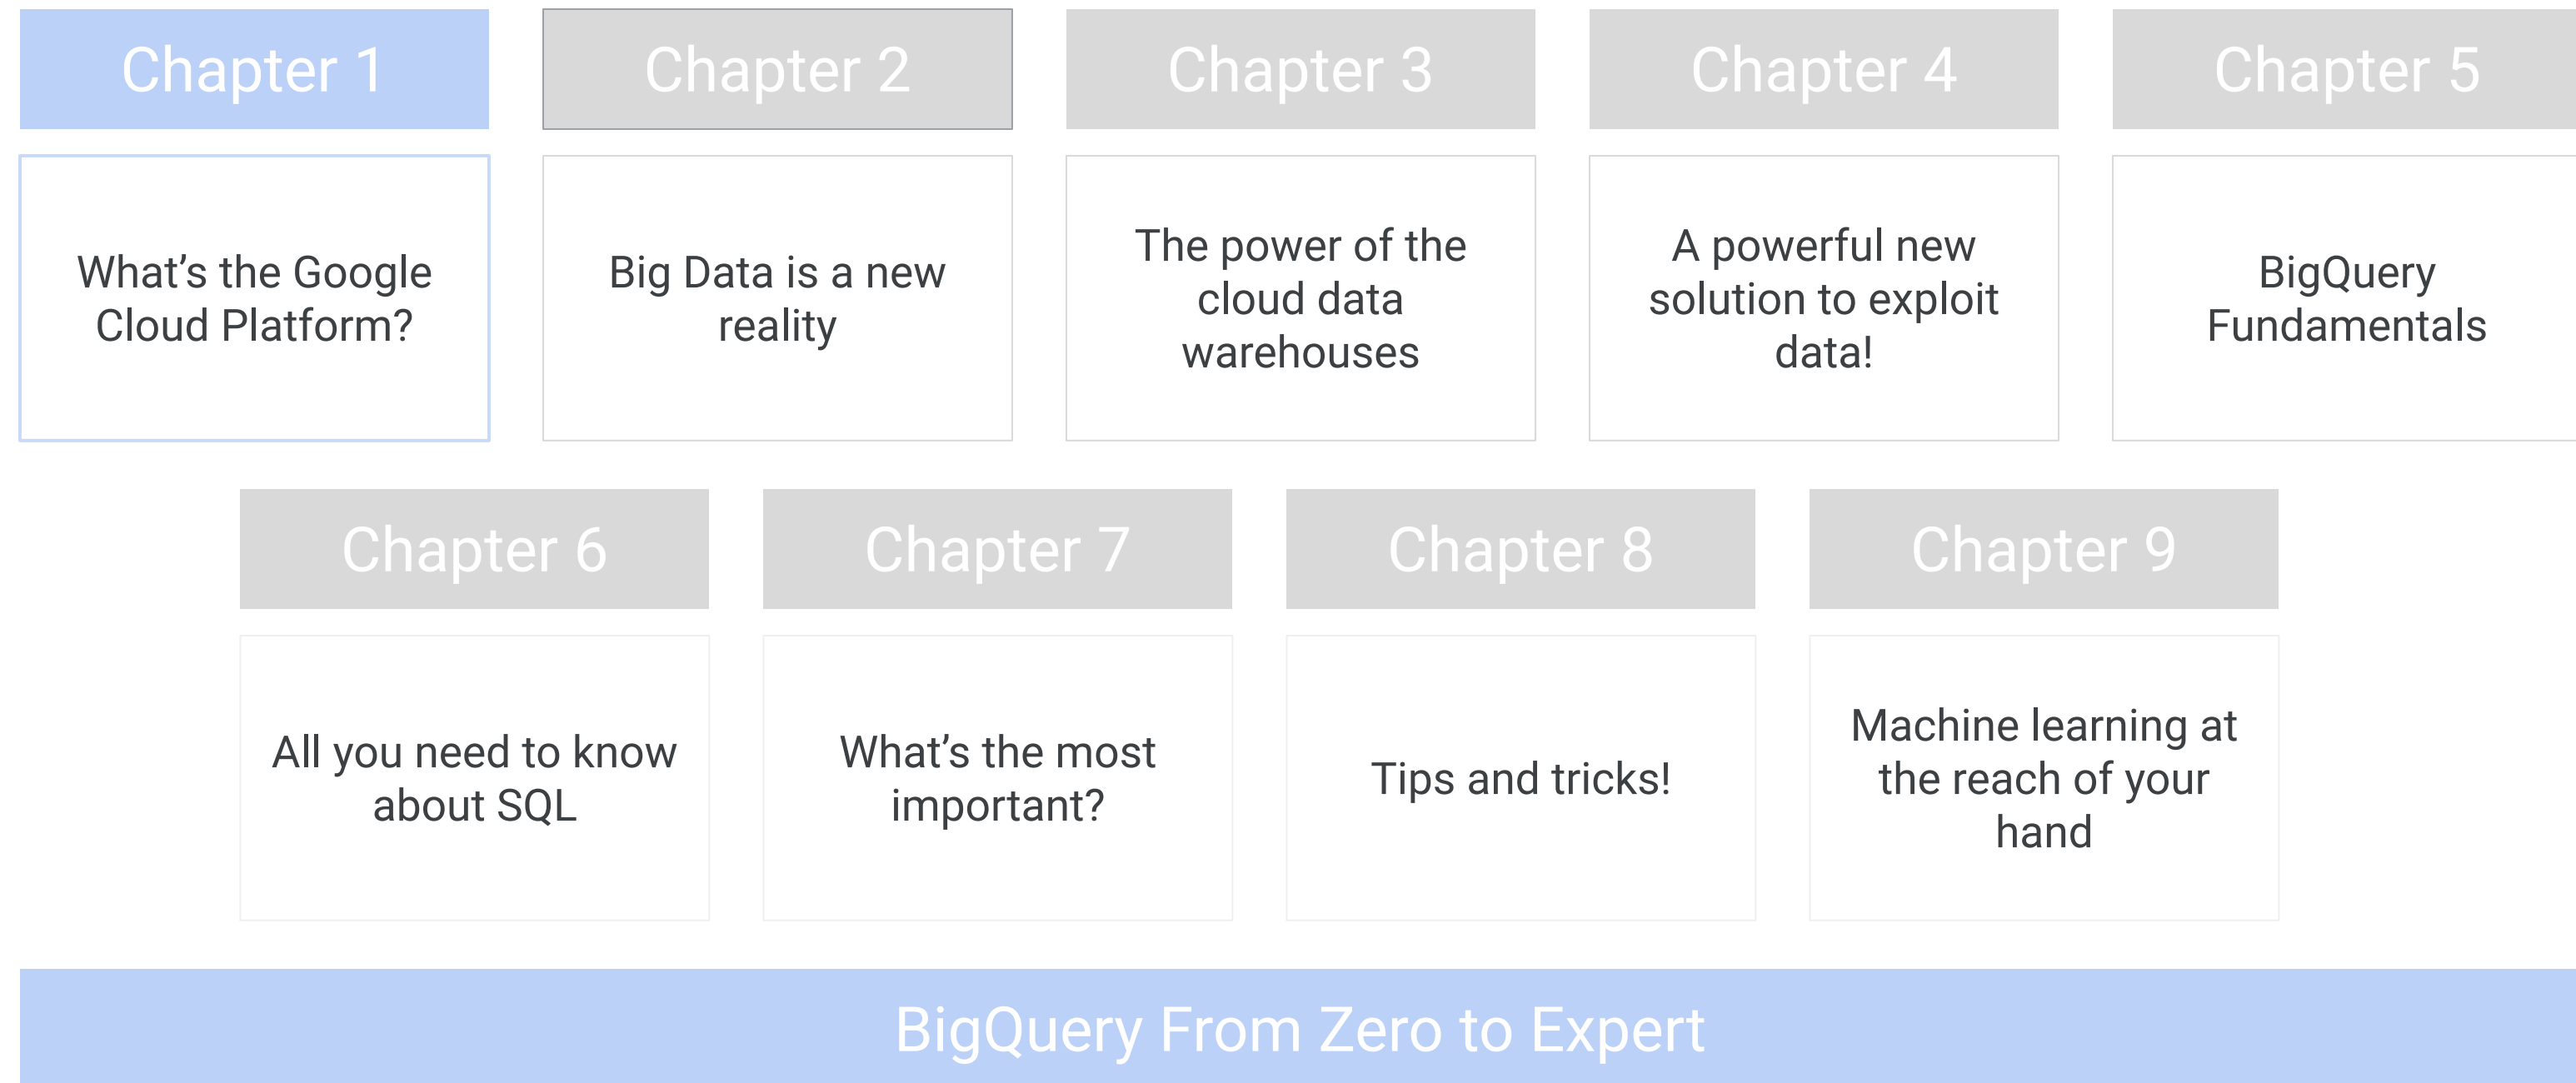 Chapter 1
Chapter 2
Chapter 3
Chapter 4
Chapter 5
What’s the Google
Cloud Platform?
Big Data is a new
reality
The power of the
cloud data
warehouses
A powerful new
solution to exploit
data!
BigQuery
Fundamentals
Chapter 6
Chapter 7
Chapter 8
Chapter 9
All you need to know
about SQL
What’s the most
important?
Tips and tricks!
Machine learning at
the reach of your
hand
BigQuery From Zero to Expert